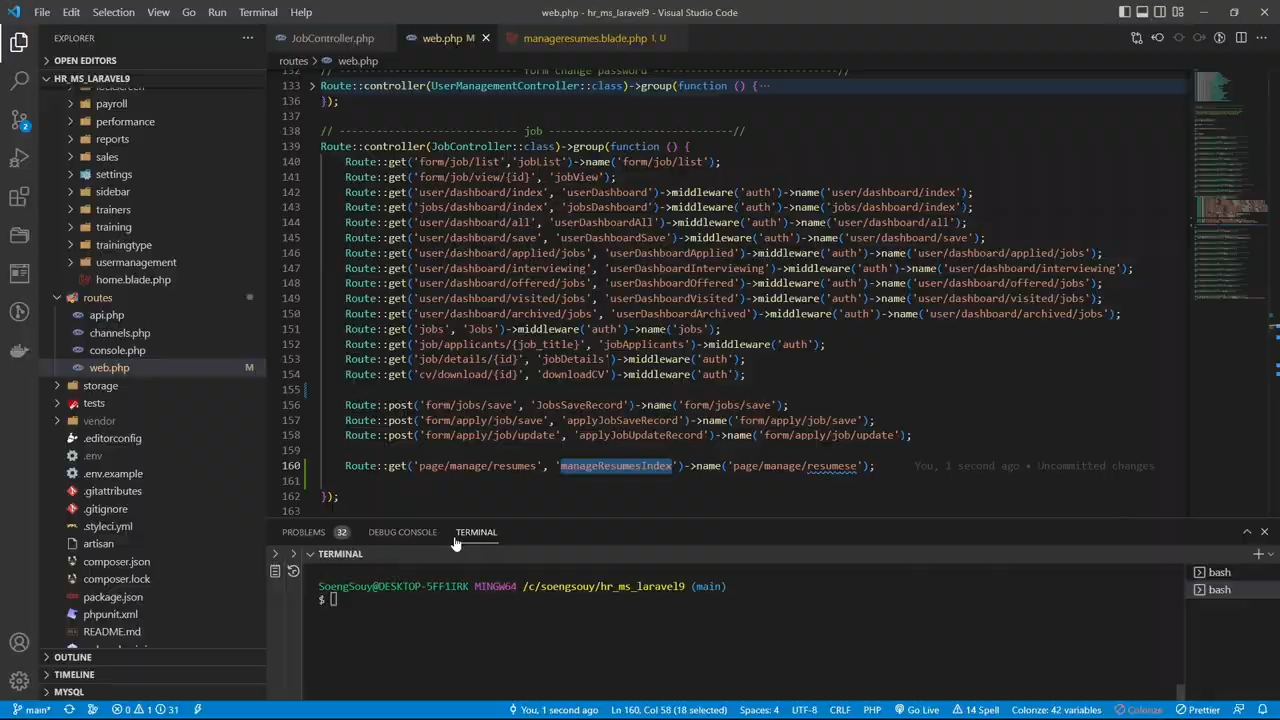 File Edit Selection View Go Run Terminal Help
web.php - hr_ms_laravel9 - Visual Studio Code
EXPLORER
JobController.php
web.php M
manageresumes.blade.php 1, U
OPEN EDITORS
HR_MS_LARAVEL9
routes > web.php
payroll
performance
reports
sales
settings
sidebar
trainers
training
trainingtype
usermanagement
home.blade.php
routes
api.php
channels.php
console.php
web.php M
storage
tests
vendor
.editorconfig
.env
.env.example
.gitattributes
.gitignore
.styleci.yml
artisan
composer.json
composer.lock
package.json
phpunit.xml
README.md
OUTLINE
TIMELINE
MYSQL
132 // ----------------------------- form change password ------------------------------//
133 Route::controller(UserManagementController::class)->group(function () {···
136 });
137
138 // ----------------------------- job ------------------------------//
139 Route::controller(JobController::class)->group(function () {
140 Route::get('form/job/list','jobList')->name('form/job/list');
141 Route::get('form/job/view/{id}', 'jobView');
142 Route::get('user/dashboard/index', 'userDashboard')->middleware('auth')->name('user/dashboard/index');
143 Route::get('jobs/dashboard/index', 'jobsDashboard')->middleware('auth')->name('jobs/dashboard/index');
144 Route::get('user/dashboard/all', 'userDashboardAll')->middleware('auth')->name('user/dashboard/all');
145 Route::get('user/dashboard/save', 'userDashboardSave')->middleware('auth')->name('user/dashboard/save');
146 Route::get('user/dashboard/applied/jobs', 'userDashboardApplied')->middleware('auth')->name('user/dashboard/applied/jobs');
147 Route::get('user/dashboard/interviewing', 'userDashboardInterviewing')->middleware('auth')->name('user/dashboard/interviewing');
148 Route::get('user/dashboard/offered/jobs', 'userDashboardOffered')->middleware('auth')->name('user/dashboard/offered/jobs');
149 Route::get('user/dashboard/visited/jobs', 'userDashboardVisited')->middleware('auth')->name('user/dashboard/visited/jobs');
150 Route::get('user/dashboard/archived/jobs', 'userDashboardArchived')->middleware('auth')->name('user/dashboard/archived/jobs');
151 Route::get('jobs', 'Jobs')->middleware('auth')->name('jobs');
152 Route::get('job/applicants/{job_title}', 'jobApplicants')->middleware('auth');
153 Route::get('job/details/{id}', 'jobDetails')->middleware('auth');
154 Route::get('cv/download/{id}', 'downloadCV')->middleware('auth');
155
156 Route::post('form/jobs/save', 'JobsSaveRecord')->name('form/jobs/save');
157 Route::post('form/apply/job/save', 'applyJobSaveRecord')->name('form/apply/job/save');
158 Route::post('form/apply/job/update', 'applyJobUpdateRecord')->name('form/apply/job/update');
159
160 Route::get('page/manage/resumes', 'manageResumesIndex')->name('page/manage/resumese'); You, 1 second ago • Uncommitted changes
161
162 });
163
PROBLEMS 32 DEBUG CONSOLE TERMINAL
TERMINAL
SoengSouy@DESKTOP-5FF1IRK MINGW64 /c/soengsouy/hr_ms_laravel9 (main)
$
bash
bash
2
main* 0 1 31 You, 1 second ago Ln 160, Col 58 (18 selected) Spaces: 4 UTF-8 CRLF PHP Go Live 14 Spell Colorize: 42 variables Colorize Prettier